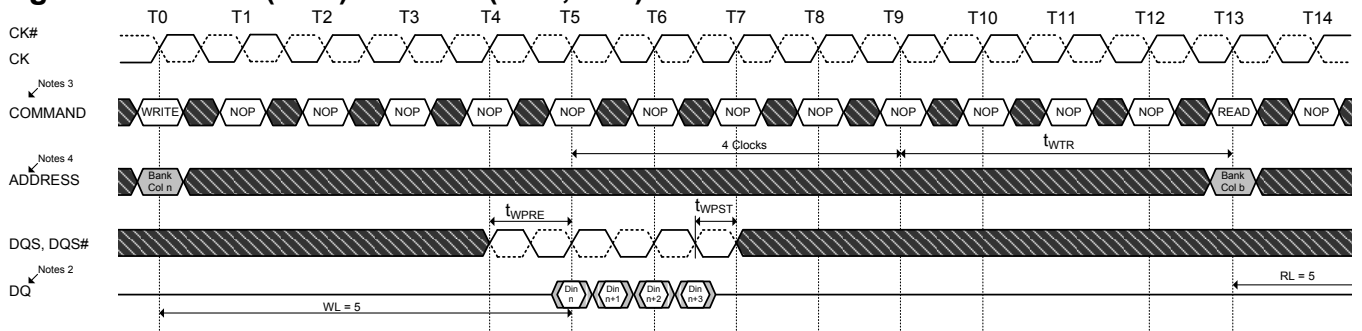 T0 T1 T2 T3 T4 T5 T6 T7 T8 T9 T10 T11 T12 T13 T14
CK#
CK
Notes 3
COMMAND WRITE NOP NOP NOP NOP NOP NOP NOP NOP NOP NOP NOP NOP READ NOP
4 Clocks tWTR
Notes 4
ADDRESS Bank Col n Bank Col b
tWPRE tWPST
DQS, DQS#
Notes 2
DQ Din n Din n+1 Din n+2 Din n+3
RL = 5
WL = 5